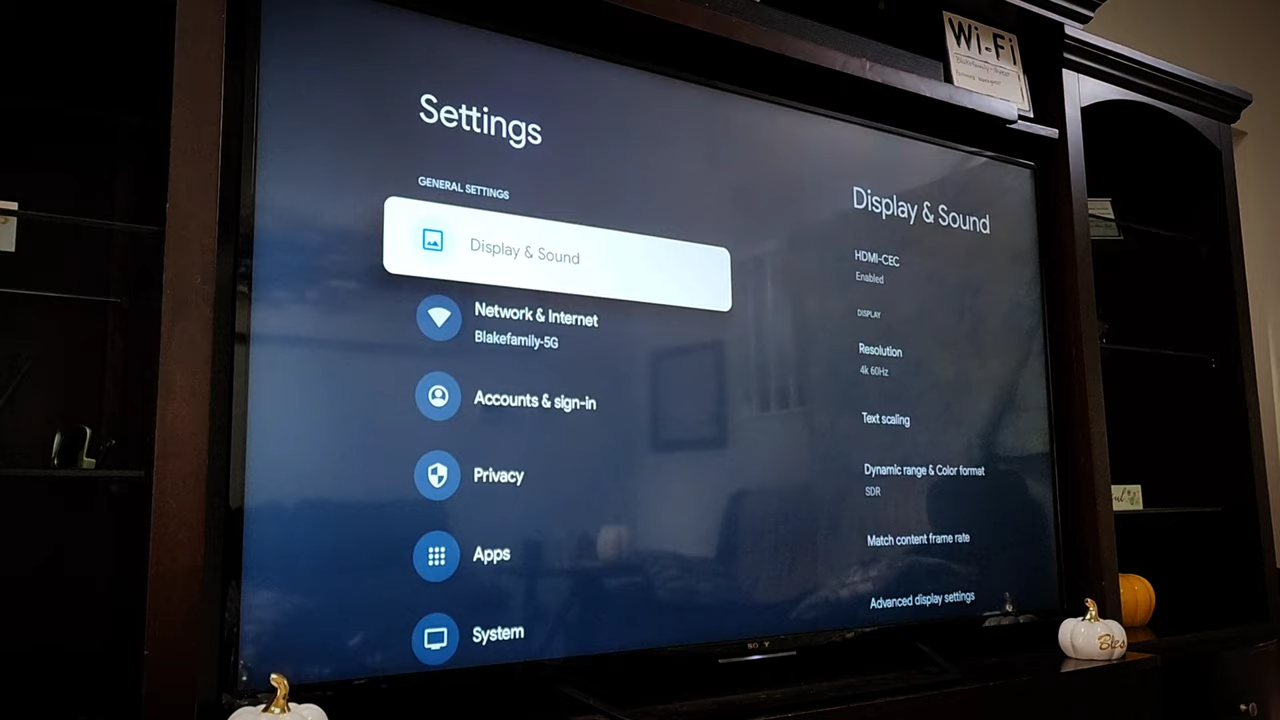 Wi-Fi
Settings
GENERAL SETTINGS
Display & Sound
Network & Internet
Blakefamily-5G
Accounts & sign-in
Privacy
Apps
System
Display & Sound
HDMI-CEC
Enabled
DISPLAY
Resolution
4k 60Hz
Text scaling
Dynamic range & Color format
SDR
Match content frame rate
Advanced display settings
SONY
Bles